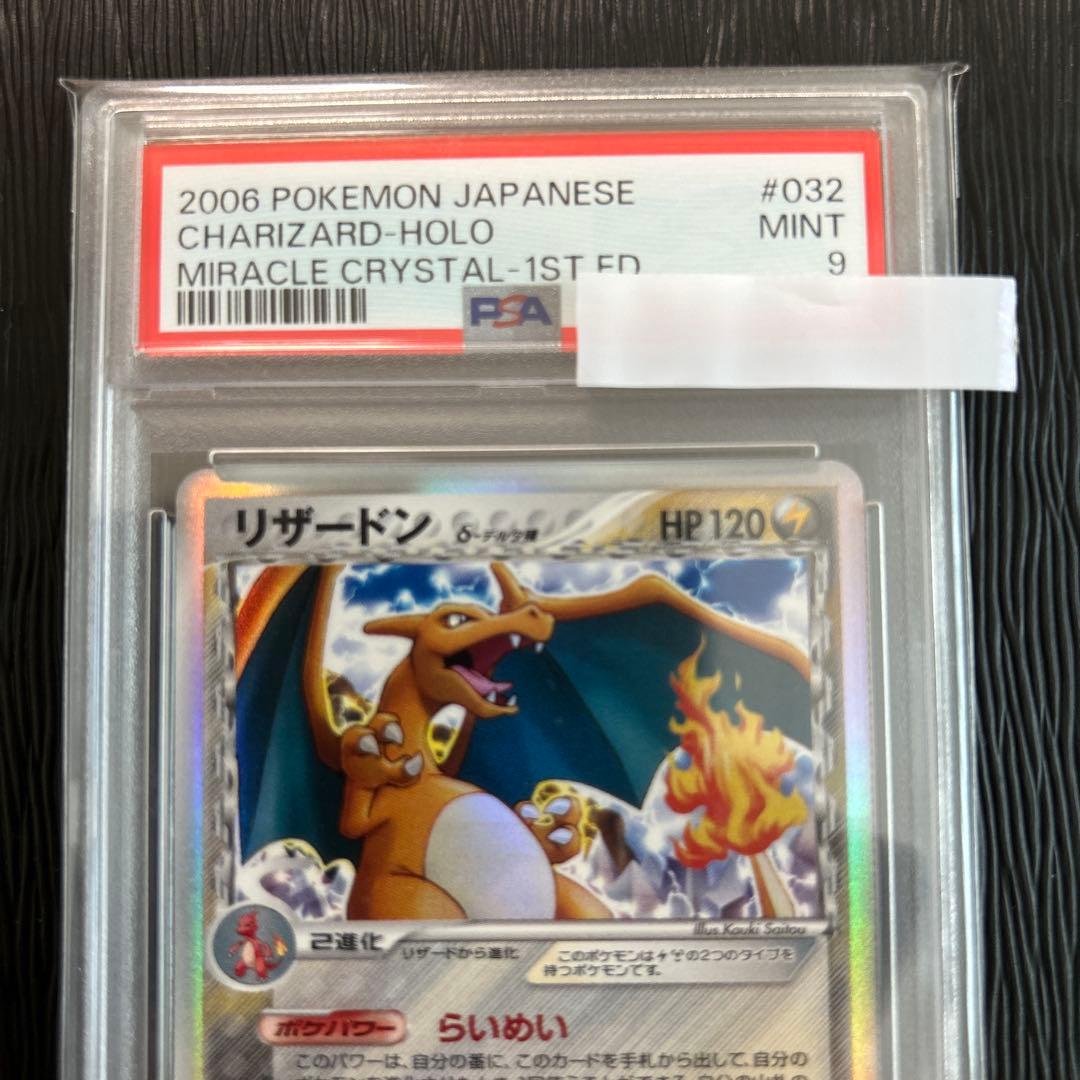 2006 POKEMON JAPANESE #032
CHARIZARD-HOLO MINT
MIRACLE CRYSTAL-1ST ED 9
PSA
リザードン δ-デルタ種 HP 120
Illus. Kouki Saitou
2進化 リザードから進化
このポケモンは の2つのタイプを
持つポケモンです。
ポケパワー らいめい
このパワーは、自分の番に、このカードを手札から出して、自分の